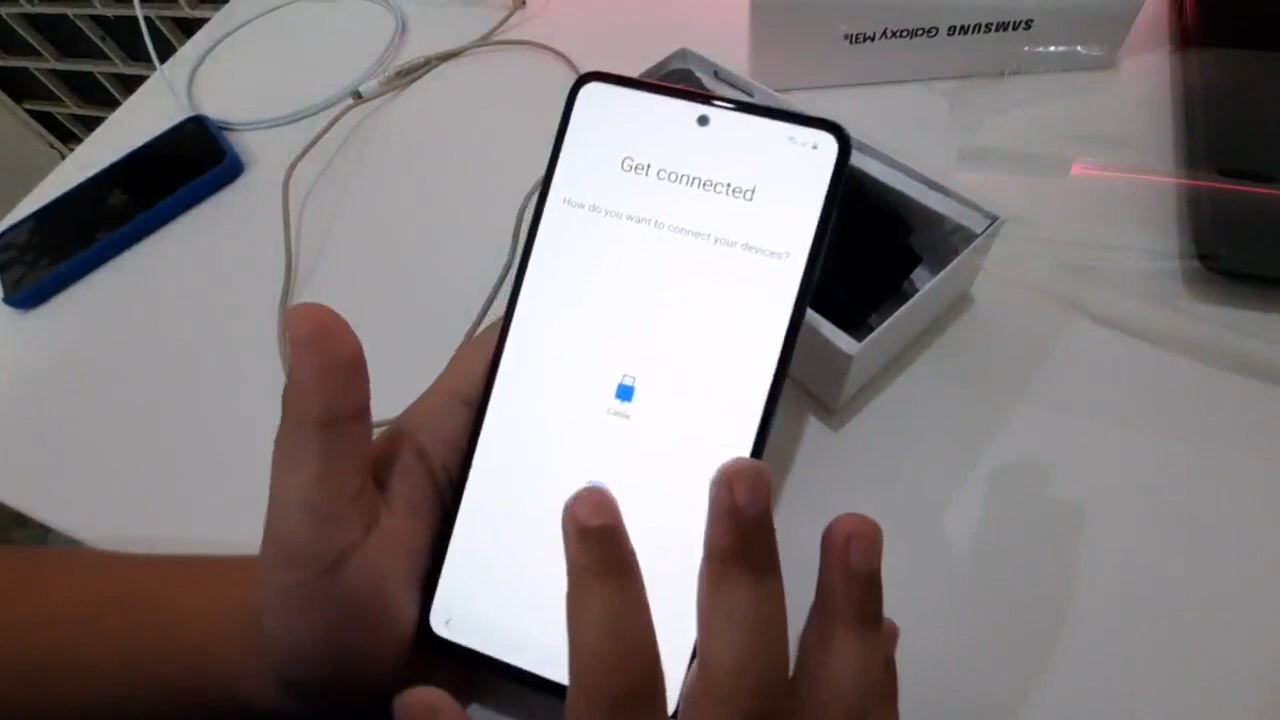 SAMSUNG Galaxy M31s
Get connected
How do you want to connect your devices?
Cable